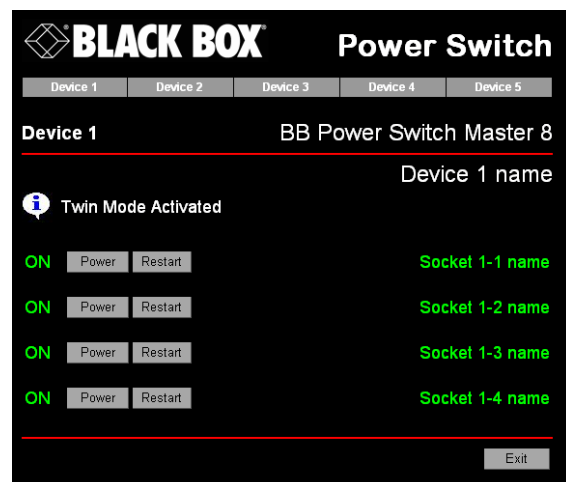 BLACK BOX® Power Switch
Device 1 Device 2 Device 3 Device 4 Device 5
Device 1 BB Power Switch Master 8
Device 1 name
i Twin Mode Activated
ON Power Restart Socket 1-1 name
ON Power Restart Socket 1-2 name
ON Power Restart Socket 1-3 name
ON Power Restart Socket 1-4 name
Exit